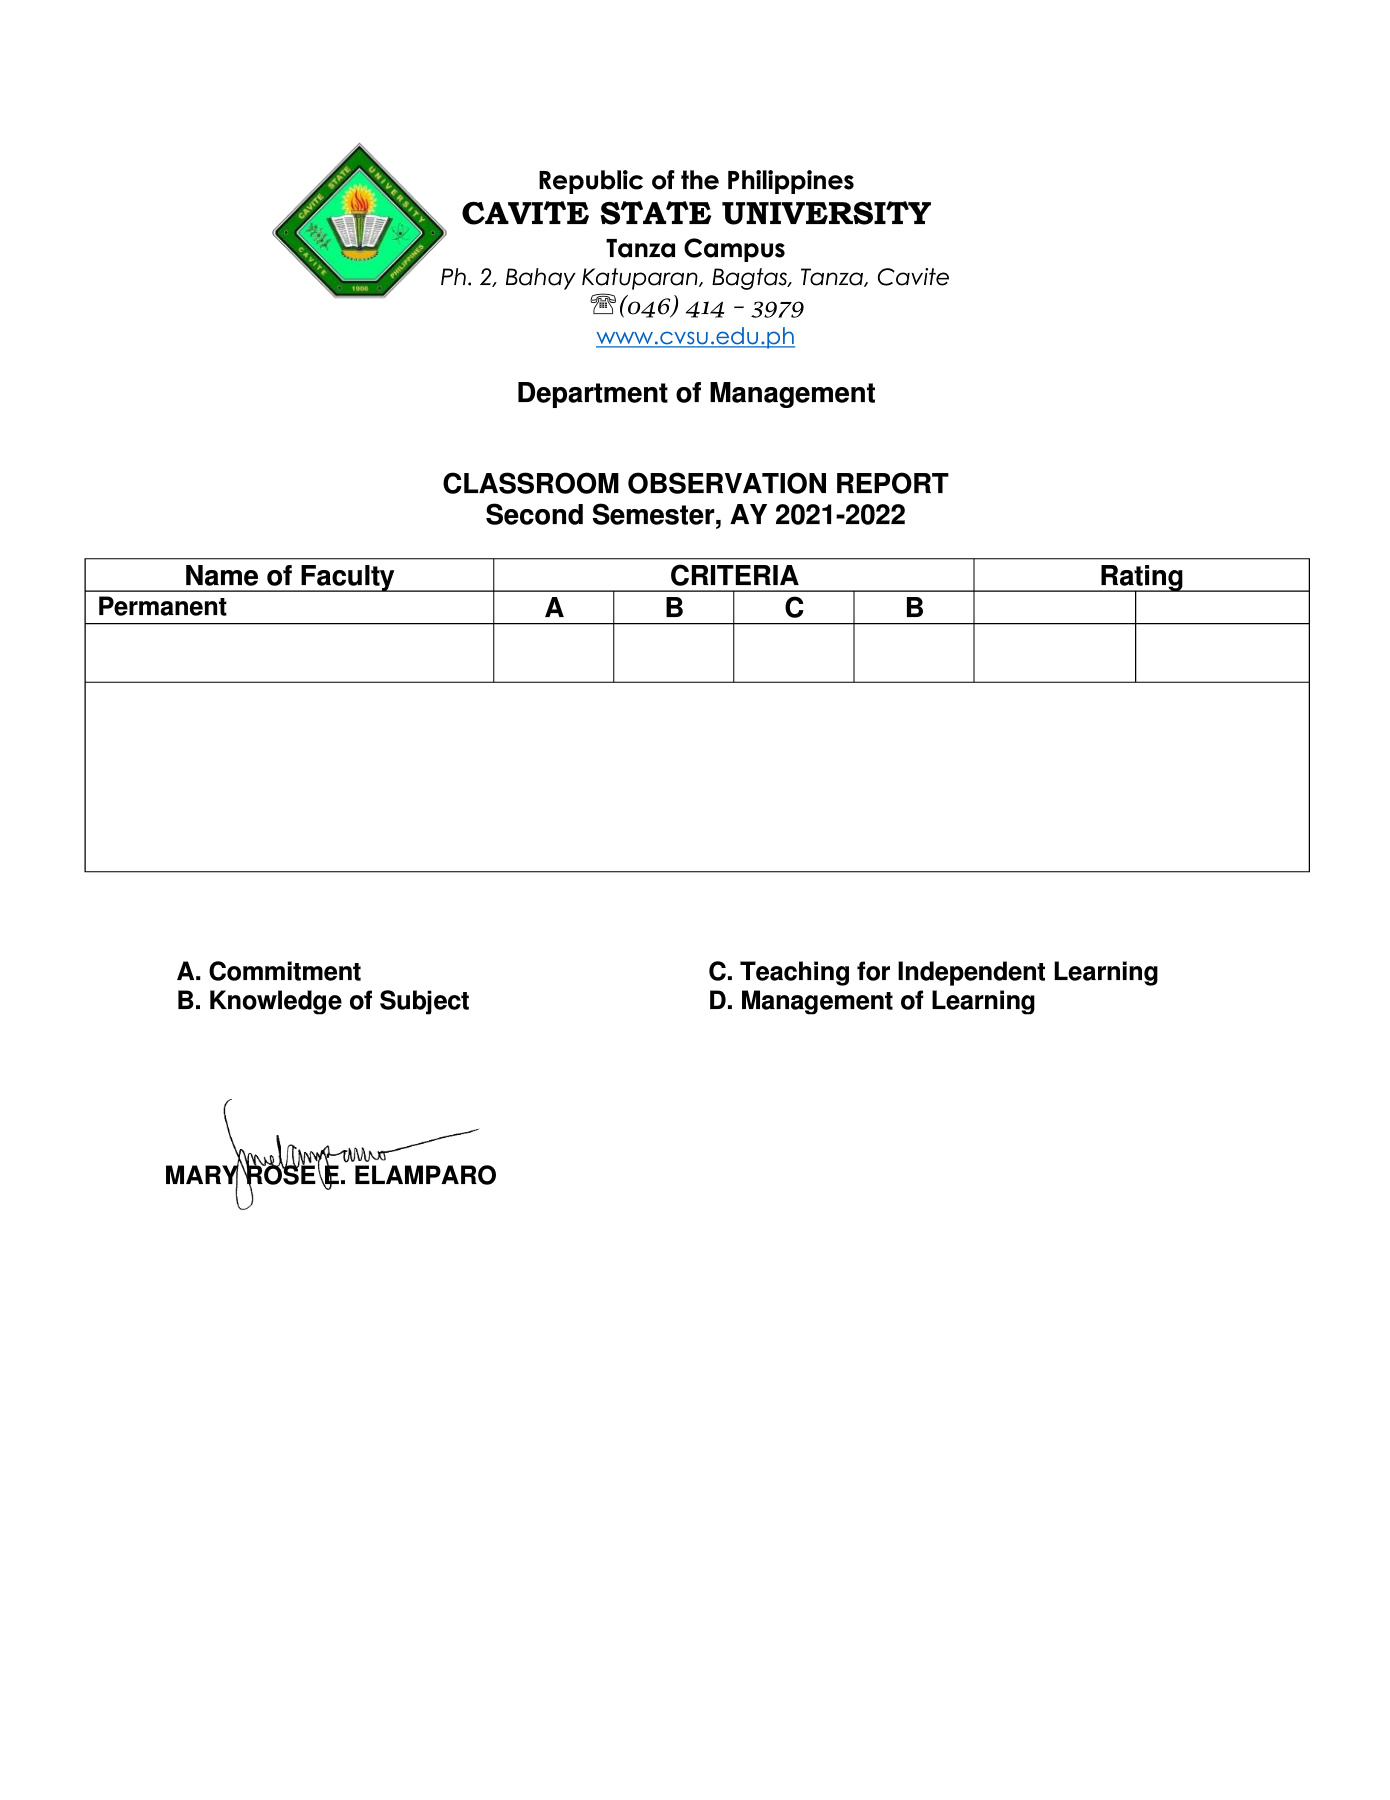 CAVITE STATE UNIVERSITY
CAVITE PHILIPPINES
1906
Republic of the Philippines
CAVITE STATE UNIVERSITY
Tanza Campus
Ph. 2, Bahay Katuparan, Bagtas, Tanza, Cavite
☏(046) 414 – 3979
www.cvsu.edu.ph
Department of Management
CLASSROOM OBSERVATION REPORT
Second Semester, AY 2021-2022
Name of Faculty CRITERIA Rating
Permanent A B C B
A. Commitment C. Teaching for Independent Learning
B. Knowledge of Subject D. Management of Learning
MARY ROSE E. ELAMPARO